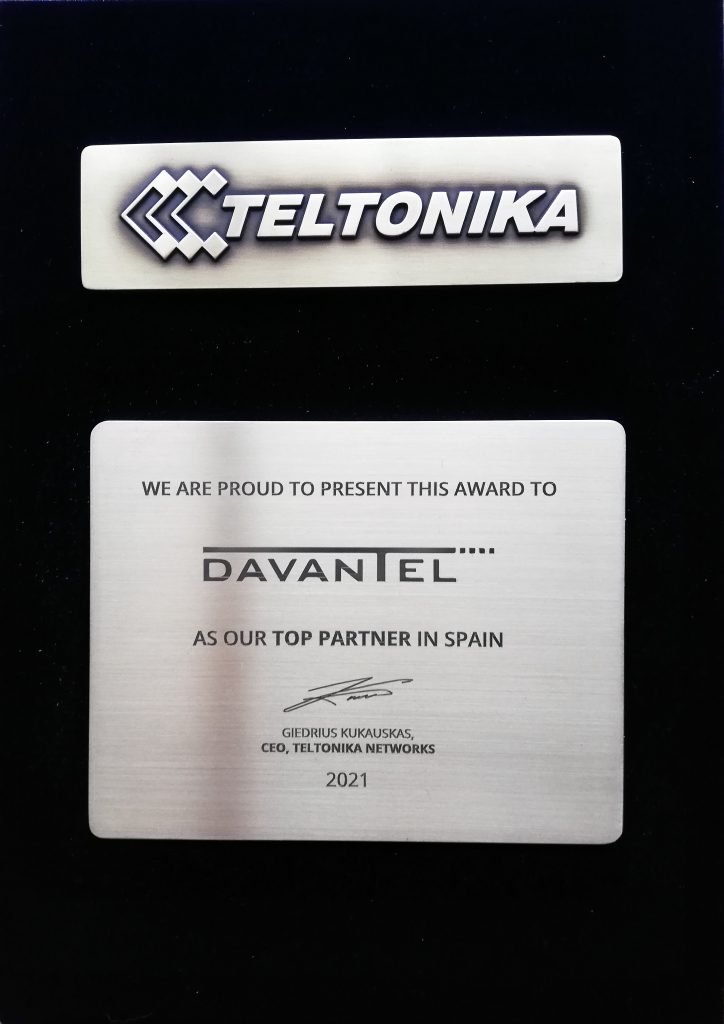 TELTONIKA
WE ARE PROUD TO PRESENT THIS AWARD TO
DAVANTEL
AS OUR TOP PARTNER IN SPAIN
GIEDRIUS KUKAUSKAS,
CEO, TELTONIKA NETWORKS
2021